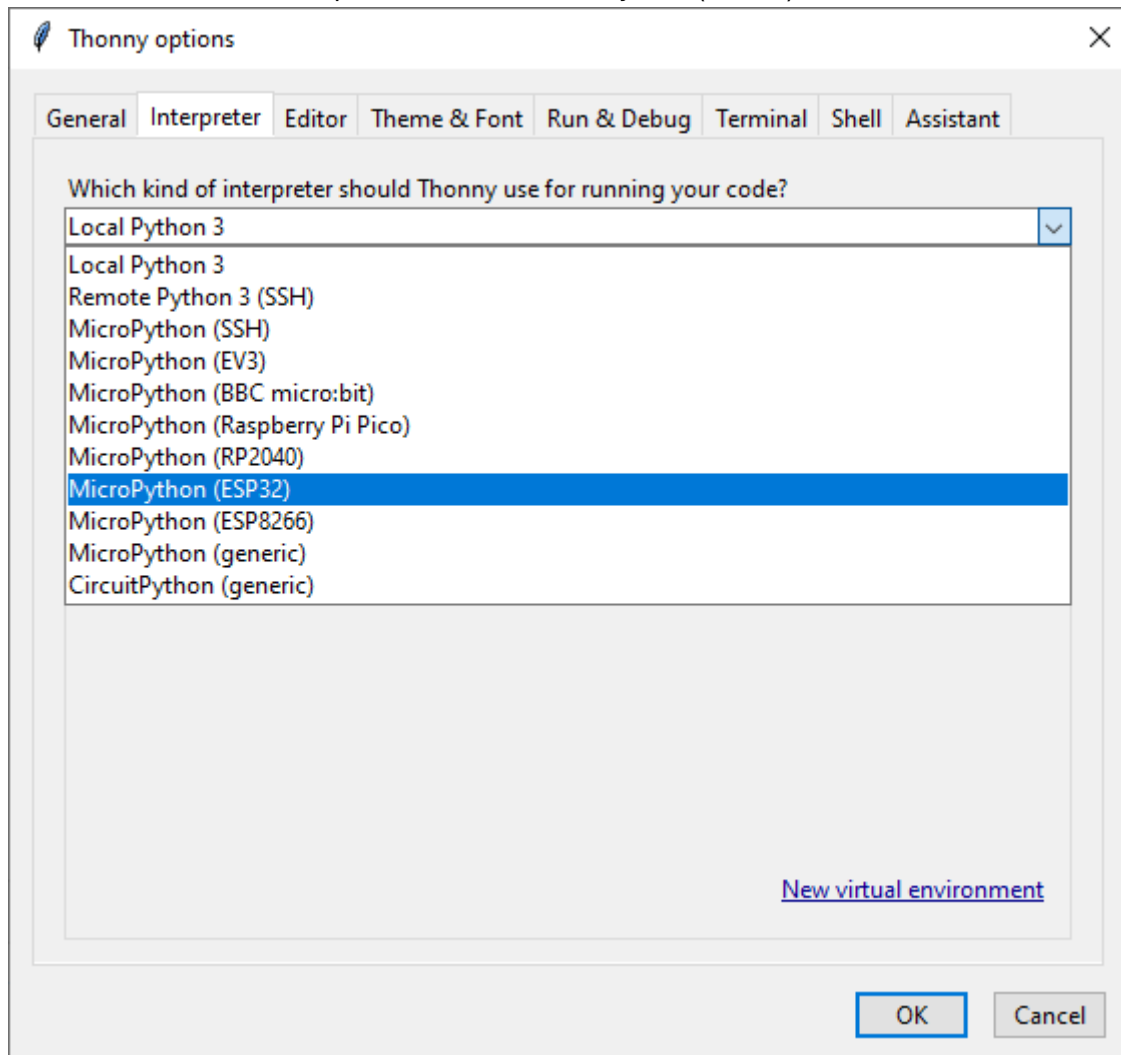 Thonny options
General Interpreter Editor Theme & Font Run & Debug Terminal Shell Assistant
Which kind of interpreter should Thonny use for running your code?
Local Python 3
Local Python 3
Remote Python 3 (SSH)
MicroPython (SSH)
MicroPython (EV3)
MicroPython (BBC micro:bit)
MicroPython (Raspberry Pi Pico)
MicroPython (RP2040)
MicroPython (ESP32)
MicroPython (ESP8266)
MicroPython (generic)
CircuitPython (generic)
New virtual environment
OK Cancel